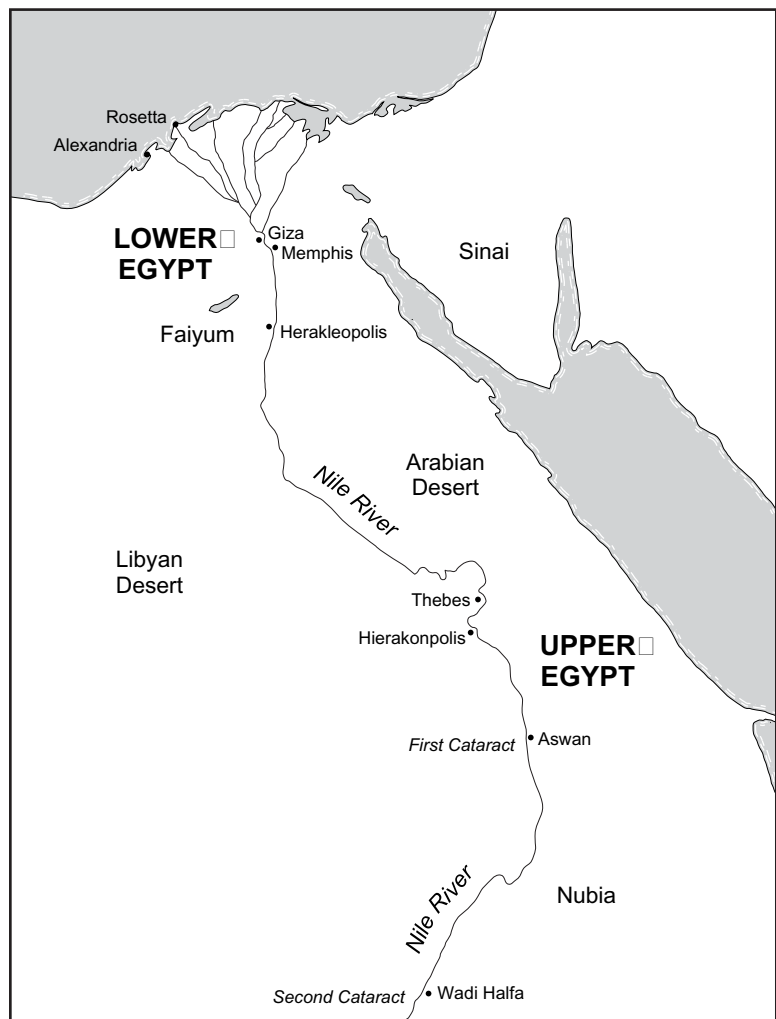 Rosetta
Alexandria
LOWER
EGYPT
Giza
Memphis
Sinai
Faiyum
Herakleopolis
Nile River
Arabian
Desert
Libyan
Desert
Thebes
Hierakonpolis
UPPER
EGYPT
First Cataract
Aswan
Nile River
Nubia
Second Cataract
Wadi Halfa